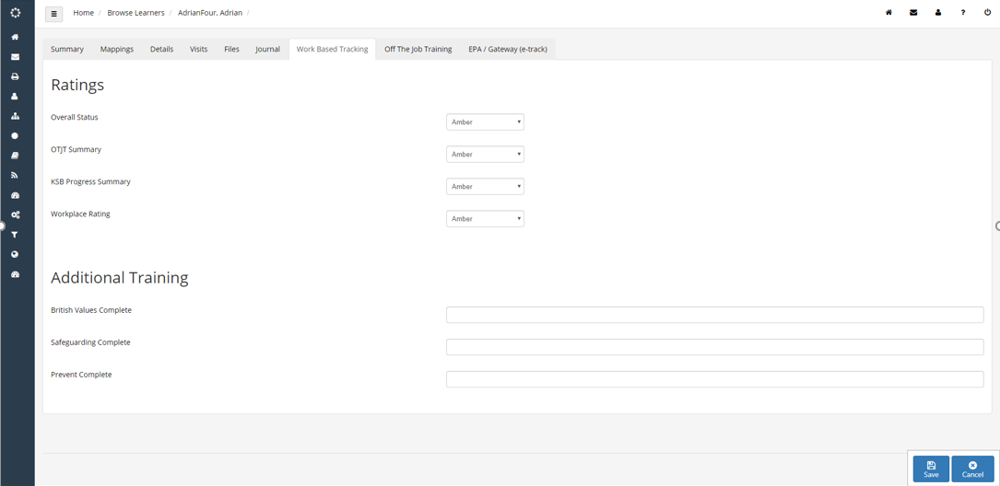 Home / Browse Learners / AdrianFour, Adrian /
Summary Mappings Details Visits Files Journal Work Based Tracking Off The Job Training EPA / Gateway (e-track)
Ratings
Overall Status Amber
OTJT Summary Amber
KSB Progress Summary Amber
Workplace Rating Amber
Additional Training
British Values Complete
Safeguarding Complete
Prevent Complete
Save Cancel